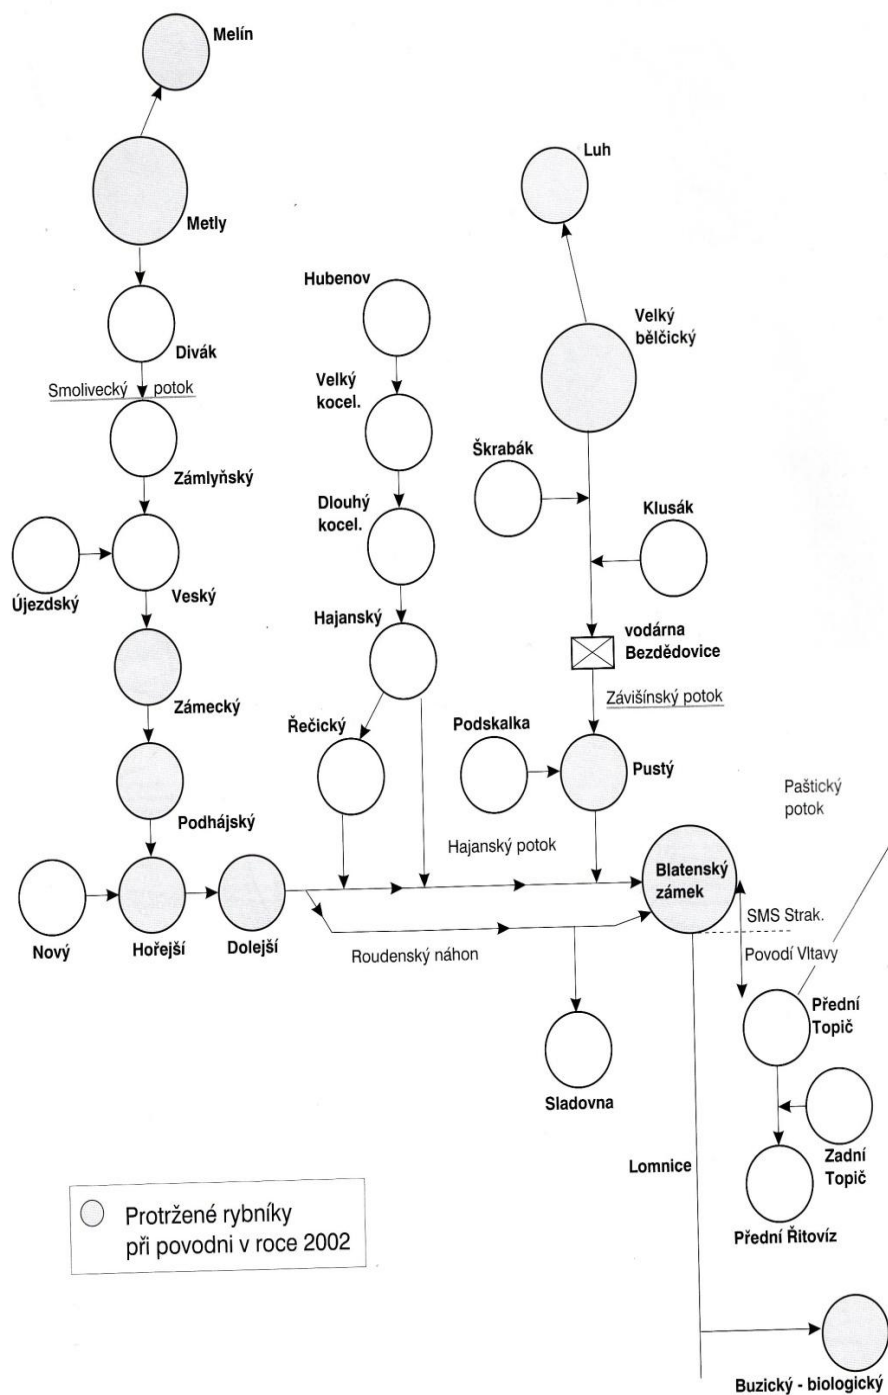 Melín
Metly
Luh
Hubenov
Velký
bělčický
Divák
Smolivecký potok
Velký
kocel.
Škrabák
Zámlyňský
Dlouhý
kocel.
Klusák
Újezdský
Veský
Hajanský
vodárna
Bezdědovice
Závišínský potok
Zámecký
Řečický
Podskalka
Pustý
Paštický
potok
Podhájský
Hajanský potok
Blatenský
zámek
SMS Strak.
Nový
Hořejší
Dolejší
Roudenský náhon
Povodí Vltavy
Přední
Topič
Sladovna
Zadní
Topič
Lomnice
Přední Řitovíz
Protržené rybníky
při povodni v roce 2002
Buzický - biologický